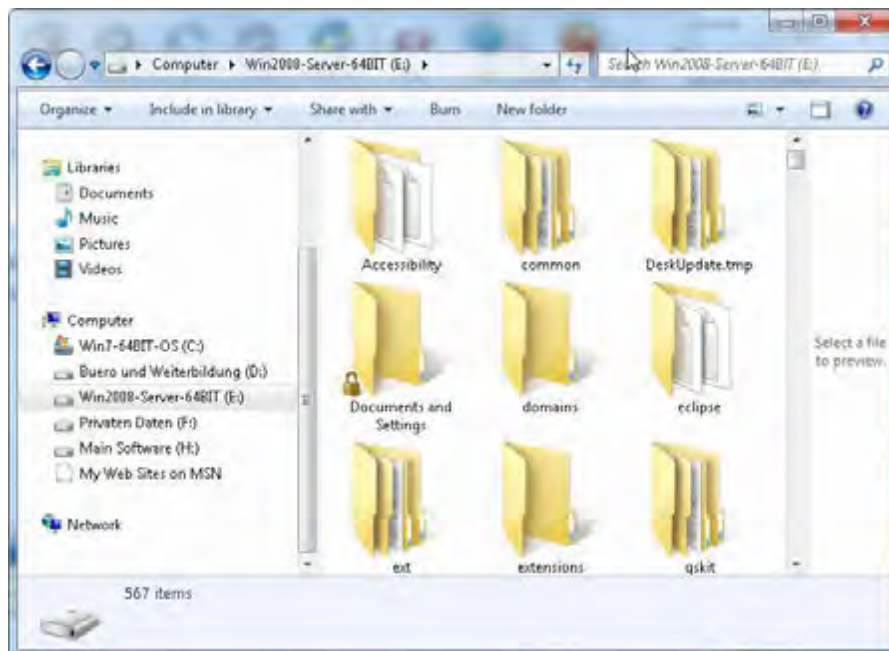 Computer Win2008-Server-64BIT (E:)
Search Win2008-Server-64BIT (E:)
Organize Include in library Share with Burn New folder
Libraries
Documents
Music
Pictures
Videos
Computer
Win7-64BIT-OS (C:)
Buero und Weiterbildung (D:)
Win2008-Server-64BIT (E:)
Privaten Daten (F:)
Main Software (H:)
My Web Sites on MSN
Network
Accessibility common DeskUpdate.tmp
Documents and domains eclipse
Settings
ext extensions qskit
Select a file
to preview.
567 items